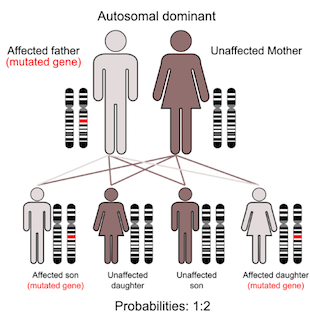 Autosomal dominant
Affected father
(mutated gene)
Unaffected Mother
Affected son
(mutated gene)
Unaffected
daughter
Unaffected
son
Affected daughter
(mutated gene)
Probabilities: 1:2